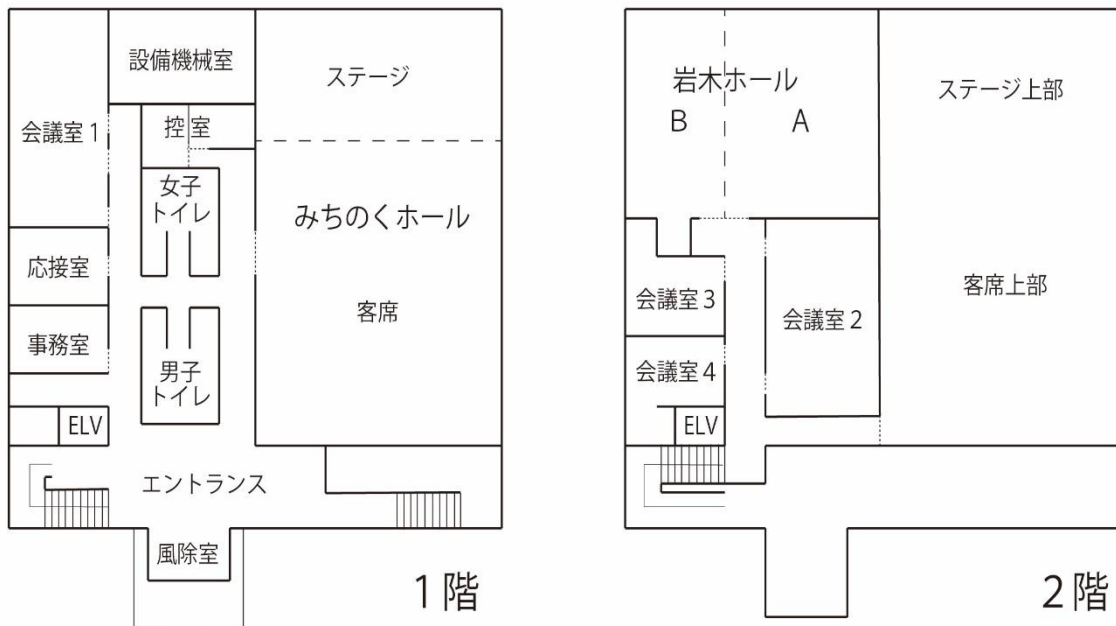 設備機械室
ステージ
会議室 1
控 室
女子
トイレ
みちのくホール
応接室
客席
事務室
男子
トイレ
ELV
エントランス
風除室
1 階
岩木ホール
B
A
ステージ上部
客席上部
会議室 3
会議室 2
会議室 4
ELV
2 階